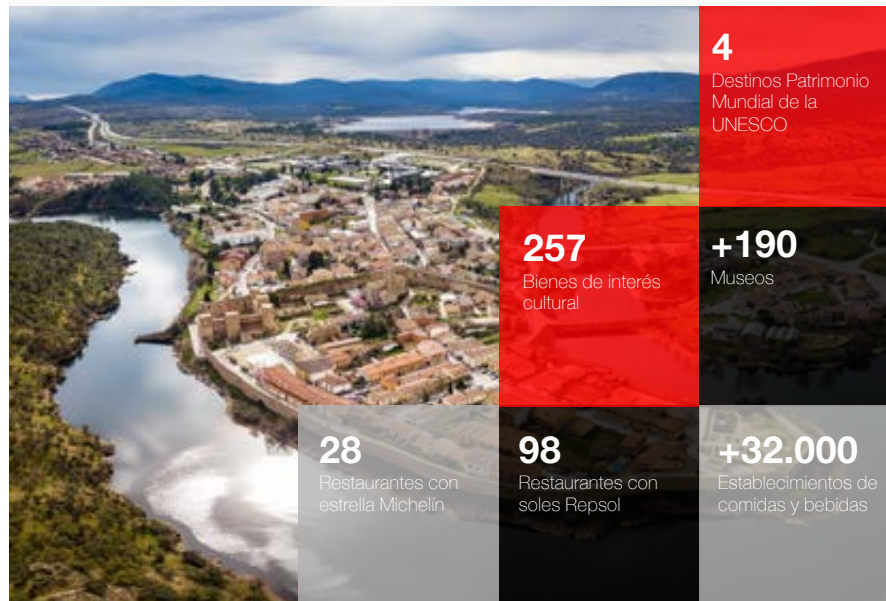 4
Destinos Patrimonio
Mundial de la
UNESCO
257
Bienes de interés
cultural
+190
Museos
28
Restaurantes con
estrella Michelín
98
Restaurantes con
soles Repsol
+32.000
Establecimientos de
comidas y bebidas